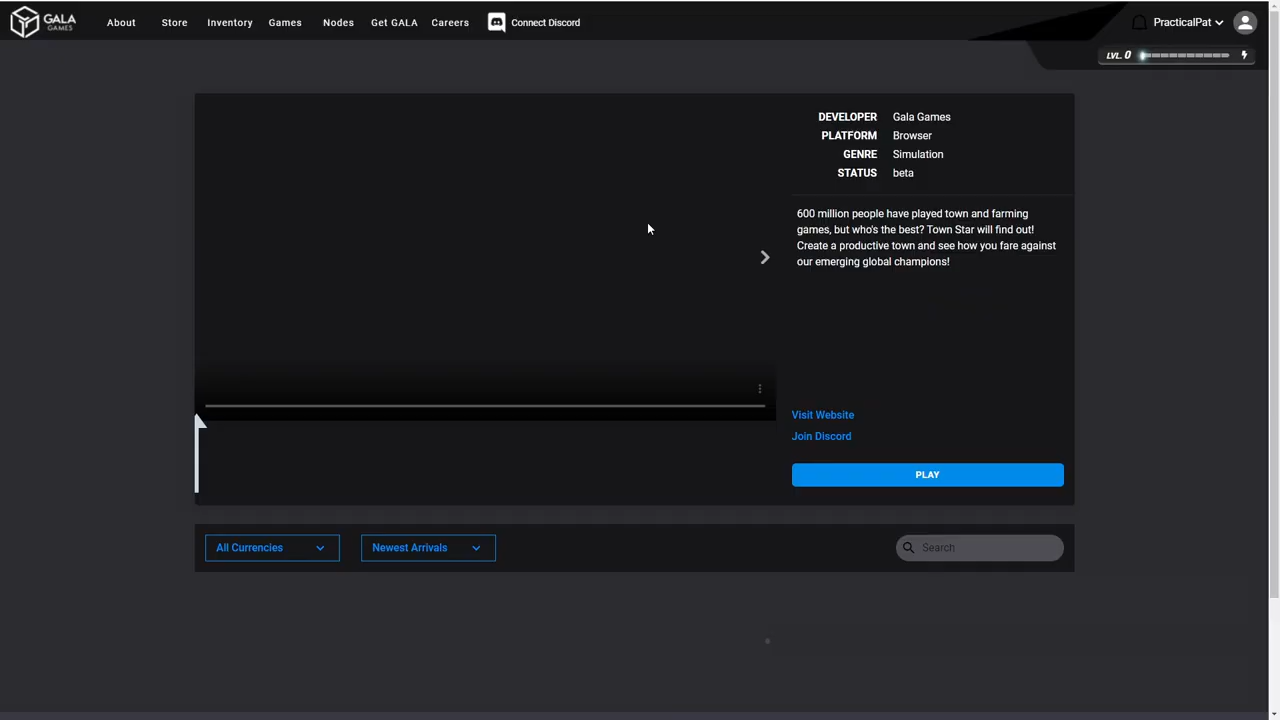 GALA
GAMES
About
Store
Inventory
Games
Nodes
Get GALA
Careers
Connect Discord
PracticalPat
LVL. 0
DEVELOPER Gala Games
PLATFORM Browser
GENRE Simulation
STATUS beta
600 million people have played town and farming
games, but who's the best? Town Star will find out!
Create a productive town and see how you fare against
our emerging global champions!
Visit Website
Join Discord
PLAY
All Currencies
Newest Arrivals
Search